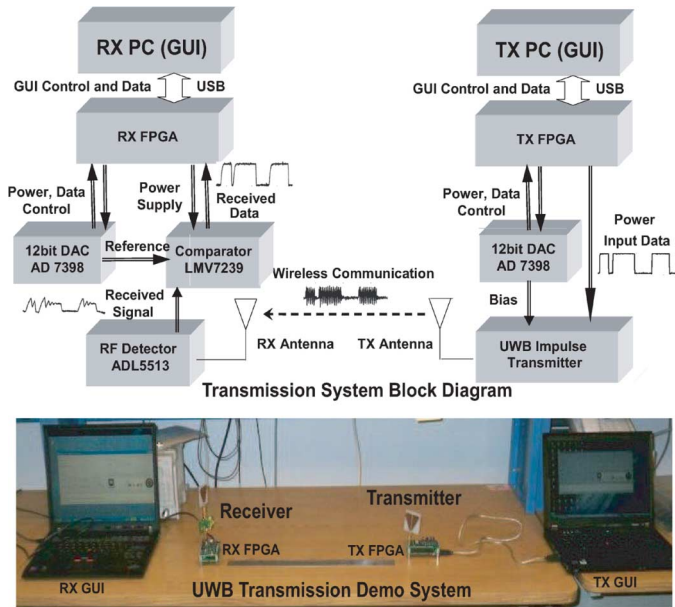 RX PC (GUI)
TX PC (GUI)
GUI Control and Data
USB
GUI Control and Data
USB
RX FPGA
TX FPGA
Power, Data
Control
Power
Supply
Received
Data
Power, Data
Control
Power
Input Data
12bit DAC
AD 7398
Reference
Comparator
LMV7239
12bit DAC
AD 7398
Received
Signal
Wireless Communication
Bias
RF Detector
ADL5513
RX Antenna
TX Antenna
UWB Impulse
Transmitter
Transmission System Block Diagram
Receiver
Transmitter
RX FPGA
TX FPGA
RX GUI
UWB Transmission Demo System
TX GUI